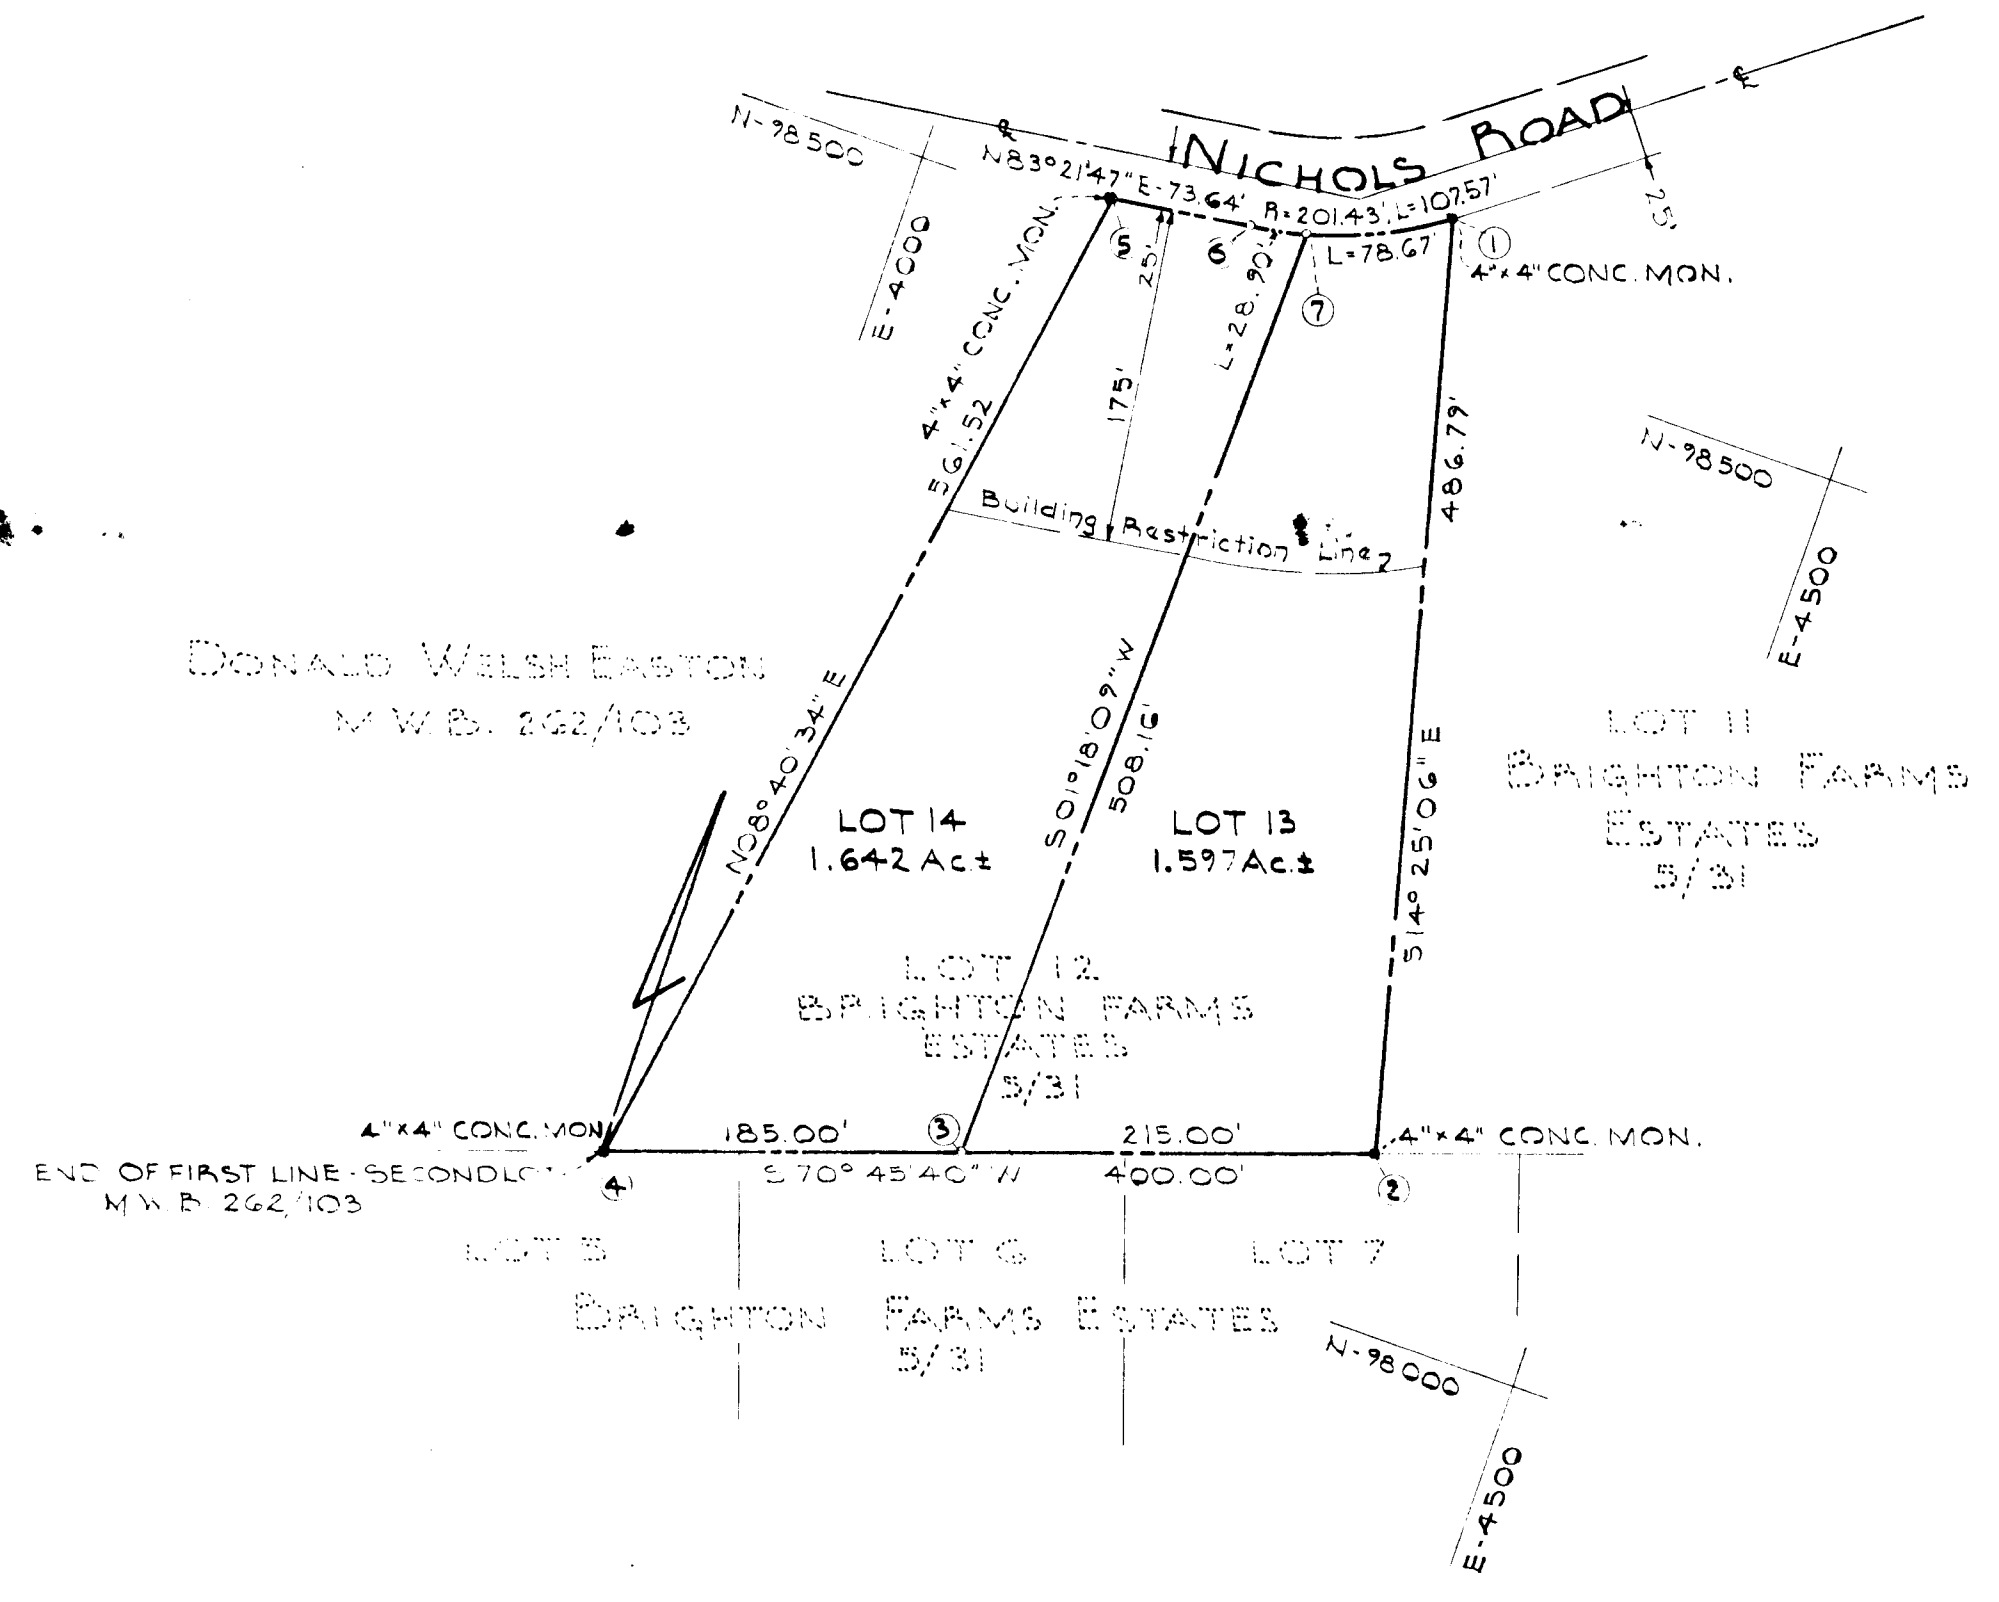 N-98500
E-4000
℄
℄
NICHOLS ROAD
25'
N83°21'47"E-73.64'
R=201.43', L=107.57'
5
6
7
1
L=78.67'
L=28.90'
25'
175'
4"x4" CONC. MON.
4"x4" CONC. MON.
561.52
N08°40'34"E
Building Restriction Line
486.79'
S14°25'06"E
N-98500
E-4500
S01°18'09"W
508.16'
DONALD WELSH EASTON
M.W.B. 262/103
LOT 11
BRIGHTON FARMS
ESTATES
5/31
LOT 14
1.642 Ac.±
LOT 13
1.597 Ac.±
LOT 12
BRIGHTON FARMS
ESTATES
5/31
4"x4" CONC. MON
185.00'
3
215.00'
4"x4" CONC. MON.
END OF FIRST LINE-SECOND LOT
M.W.B. 262/103
4
S70°45'40"W
400.00'
2
LOT 5
LOT 6
LOT 7
BRIGHTON FARMS ESTATES
5/31
N-98000
E-4500